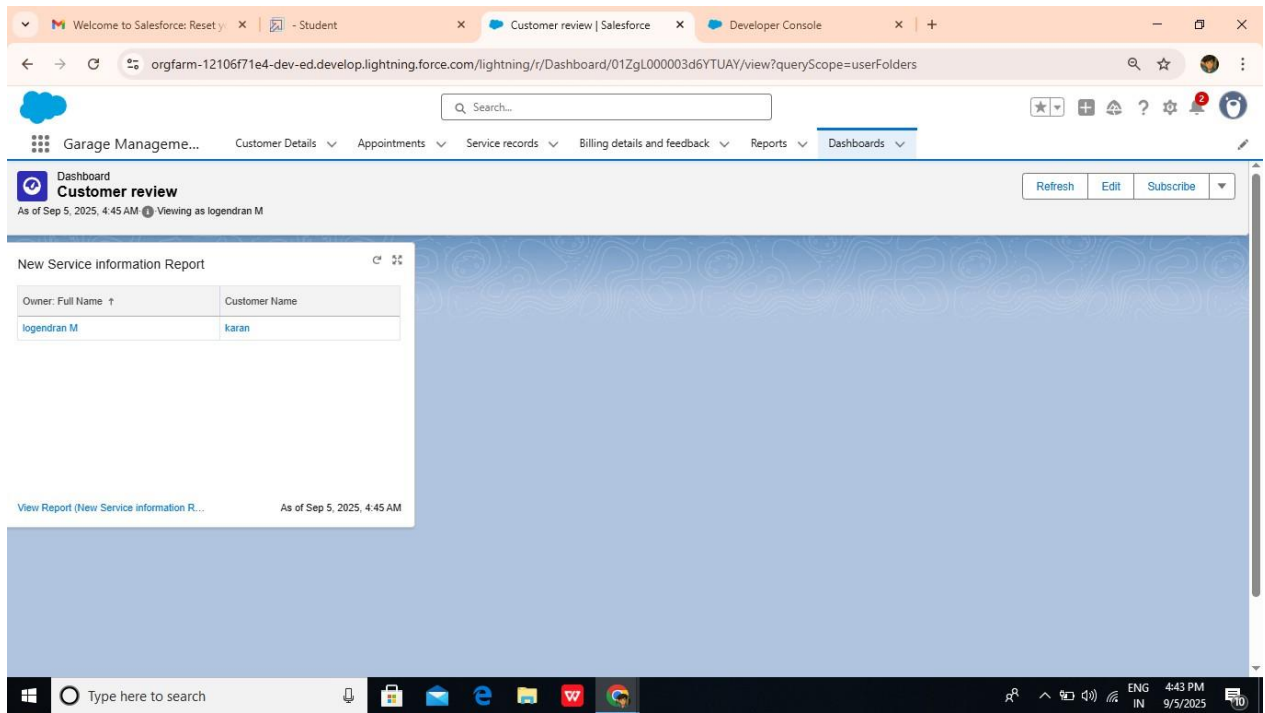 Welcome to Salesforce: Reset y
- Student
Customer review | Salesforce
Developer Console
orgfarm-12106f71e4-dev-ed.develop.lightning.force.com/lightning/r/Dashboard/01ZgL000003d6YTUAY/view?queryScope=userFolders
Search...
2
Garage Manageme...
Customer Details
Appointments
Service records
Billing details and feedback
Reports
Dashboards
Dashboard
Customer review
As of Sep 5, 2025, 4:45 AM Viewing as logendran M
Refresh
Edit
Subscribe
New Service information Report
Owner: Full Name ↑ Customer Name
logendran M karan
View Report (New Service information R... As of Sep 5, 2025, 4:45 AM
Type here to search
W
ENG
IN
4:43 PM
9/5/2025
10